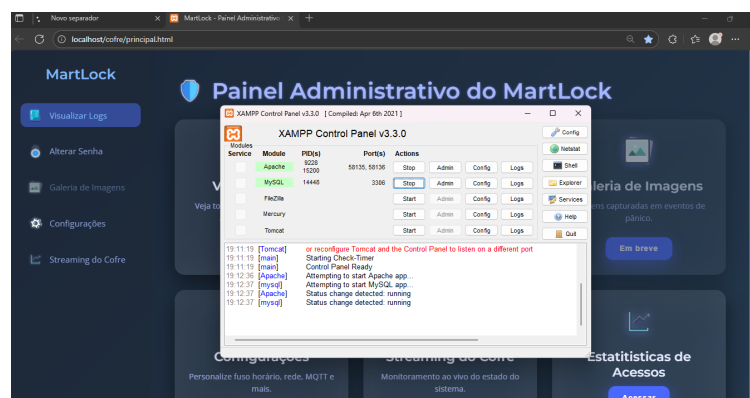 Novo separador
MartLock - Painel Administrativo
localhost/cofre/principal.html
MartLock
Visualizar Logs
Alterar Senha
Galeria de Imagens
Configurações
Streaming do Cofre
Painel Administrativo do MartLock
V
Veja to
leria de Imagens
ens capturadas em eventos de
pânico.
Em breve
XAMPP Control Panel v3.3.0 [ Compiled: Apr 6th 2021 ]
XAMPP Control Panel v3.3.0
Modules
Service Module PID(s) Port(s) Actions
Apache 9228 15200 58135, 58136 Stop Admin Config Logs
MySQL 14448 3306 Stop Admin Config Logs
FileZilla Start Admin Config Logs
Mercury Start Admin Config Logs
Tomcat Start Admin Config Logs
Config
Netstat
Shell
Explorer
Services
Help
Quit
19:11:19 [Tomcat] or reconfigure Tomcat and the Control Panel to listen on a different port
19:11:19 [main] Starting Check-Timer
19:11:19 [main] Control Panel Ready
19:12:36 [Apache] Attempting to start Apache app...
19:12:37 [mysql] Attempting to start MySQL app...
19:12:37 [Apache] Status change detected: running
19:12:37 [mysql] Status change detected: running
Configurações
Personalize fuso horário, rede, MQTT e
mais.
Streaming do Cofre
Monitoramento ao vivo do estado do
sistema.
Estatitisticas de
Acessos
Acessar